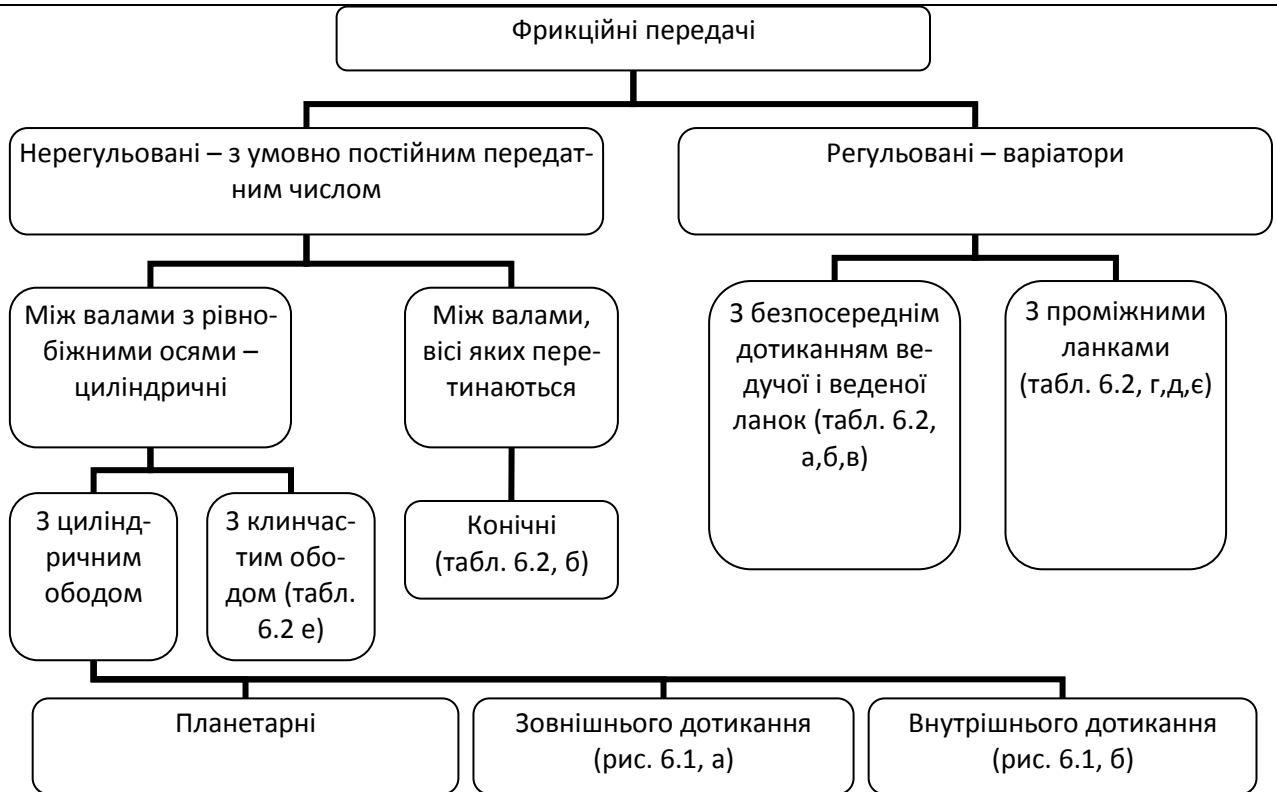 Фрикційні передачі
Нерегульовані – з умовно постійним передат-
ним числом
Регульовані – варіатори
Між валами з рівно-
біжними осями –
циліндричні
Між валами,
вісі яких пере-
тинаються
З безпосереднім
дотиканням ве-
дучої і веденої
ланок (табл. 6.2,
а,б,в)
З проміжними
ланками
(табл. 6.2, г,д,є)
З цилінд-
ричним
ободом
З клинчас-
тим обо-
дом (табл.
6.2 е)
Конічні
(табл. 6.2, б)
Планетарні
Зовнішнього дотикання
(рис. 6.1, а)
Внутрішнього дотикання
(рис. 6.1, б)